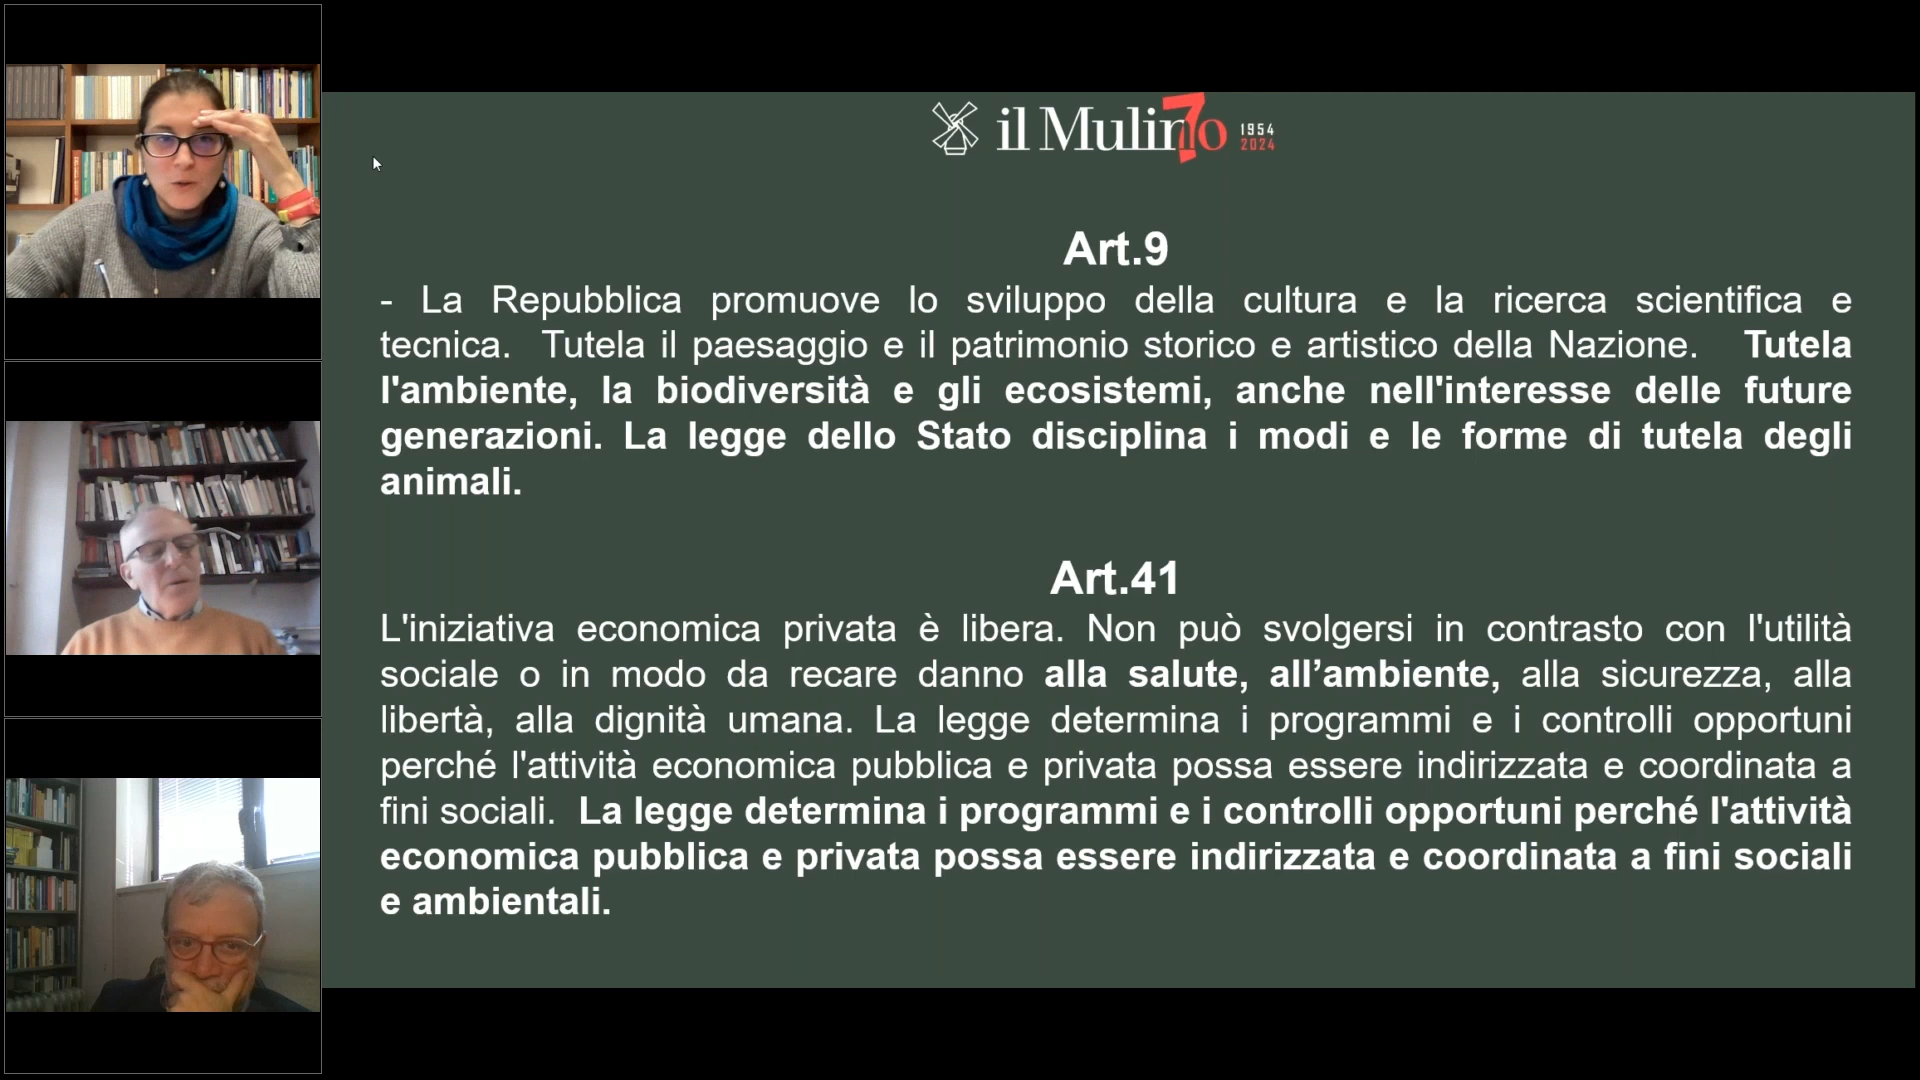 il Mulino 70 1954
2024
Art.9
- La Repubblica promuove lo sviluppo della cultura e la ricerca scientifica e
tecnica. Tutela il paesaggio e il patrimonio storico e artistico della Nazione. Tutela
l'ambiente, la biodiversità e gli ecosistemi, anche nell'interesse delle future
generazioni. La legge dello Stato disciplina i modi e le forme di tutela degli
animali.
Art.41
L'iniziativa economica privata è libera. Non può svolgersi in contrasto con l'utilità
sociale o in modo da recare danno alla salute, all’ambiente, alla sicurezza, alla
libertà, alla dignità umana. La legge determina i programmi e i controlli opportuni
perché l'attività economica pubblica e privata possa essere indirizzata e coordinata a
fini sociali. La legge determina i programmi e i controlli opportuni perché l'attività
economica pubblica e privata possa essere indirizzata e coordinata a fini sociali
e ambientali.